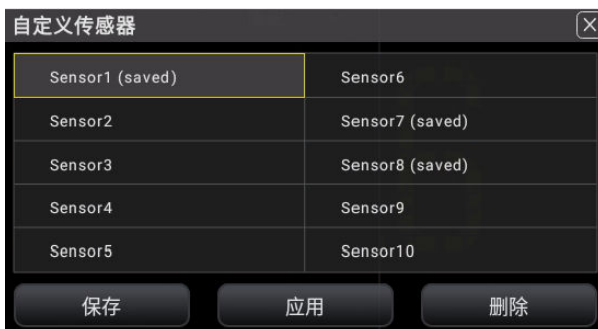 自定义传感器
Sensor1 (saved)
Sensor6
Sensor2
Sensor7 (saved)
Sensor3
Sensor8 (saved)
Sensor4
Sensor9
Sensor5
Sensor10
保存
应用
删除